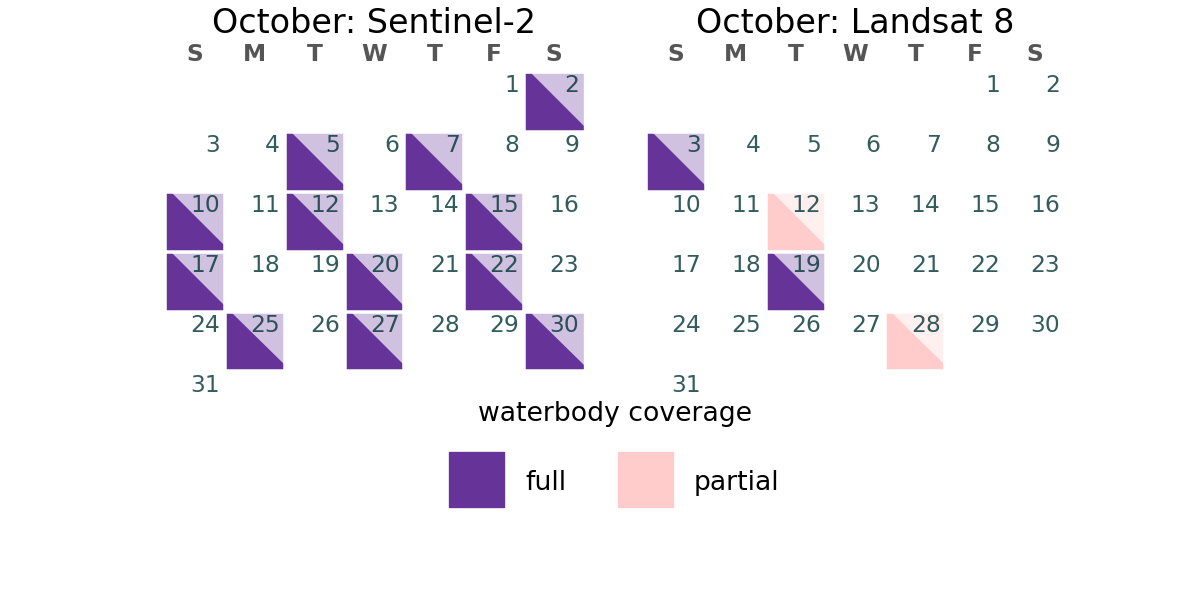 October: Sentinel-2
S M T W T F S
1 2
3 4 5 6 7 8 9
10 11 12 13 14 15 16
17 18 19 20 21 22 23
24 25 26 27 28 29 30
31
October: Landsat 8
S M T W T F S
1 2
3 4 5 6 7 8 9
10 11 12 13 14 15 16
17 18 19 20 21 22 23
24 25 26 27 28 29 30
31
waterbody coverage
full partial